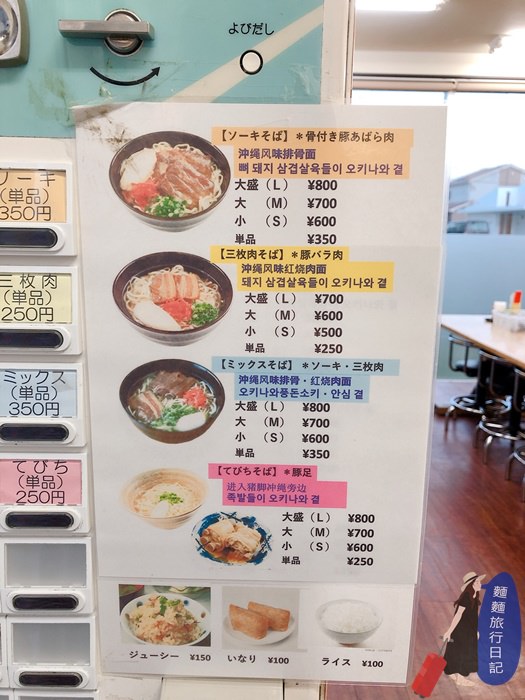 よびだし
ソーキ
(単品)
350円
三枚肉
(単品)
250円
ミックス
(単品)
350円
てびち
(単品)
250円
【ソーキそば】*骨付き豚あばら肉
沖绳风味排骨面
뼈 돼지 삼겹살육들이 오키나와 곁
大盛（L） ¥800
大 （M） ¥700
小 （S） ¥600
単品 ¥350
【三枚肉そば】*豚バラ肉
沖绳风味红烧肉面
돼지 삼겹살육들이 오키나와 곁
大盛（L） ¥700
大 （M） ¥600
小 （S） ¥500
単品 ¥250
【ミックスそば】*ソーキ・三枚肉
沖绳风味排骨・红烧肉面
오키나와풍돈소키・안심 곁
大盛（L） ¥800
大 （M） ¥700
小 （S） ¥600
単品 ¥350
【てびちそば】*豚足
进入猪脚冲绳旁边
족발들이 오키나와 곁
大盛（L） ¥800
大 （M） ¥700
小 （S） ¥600
単品 ¥250
ジューシー ¥150
いなり ¥100
ライス ¥100
麵麵旅行日記